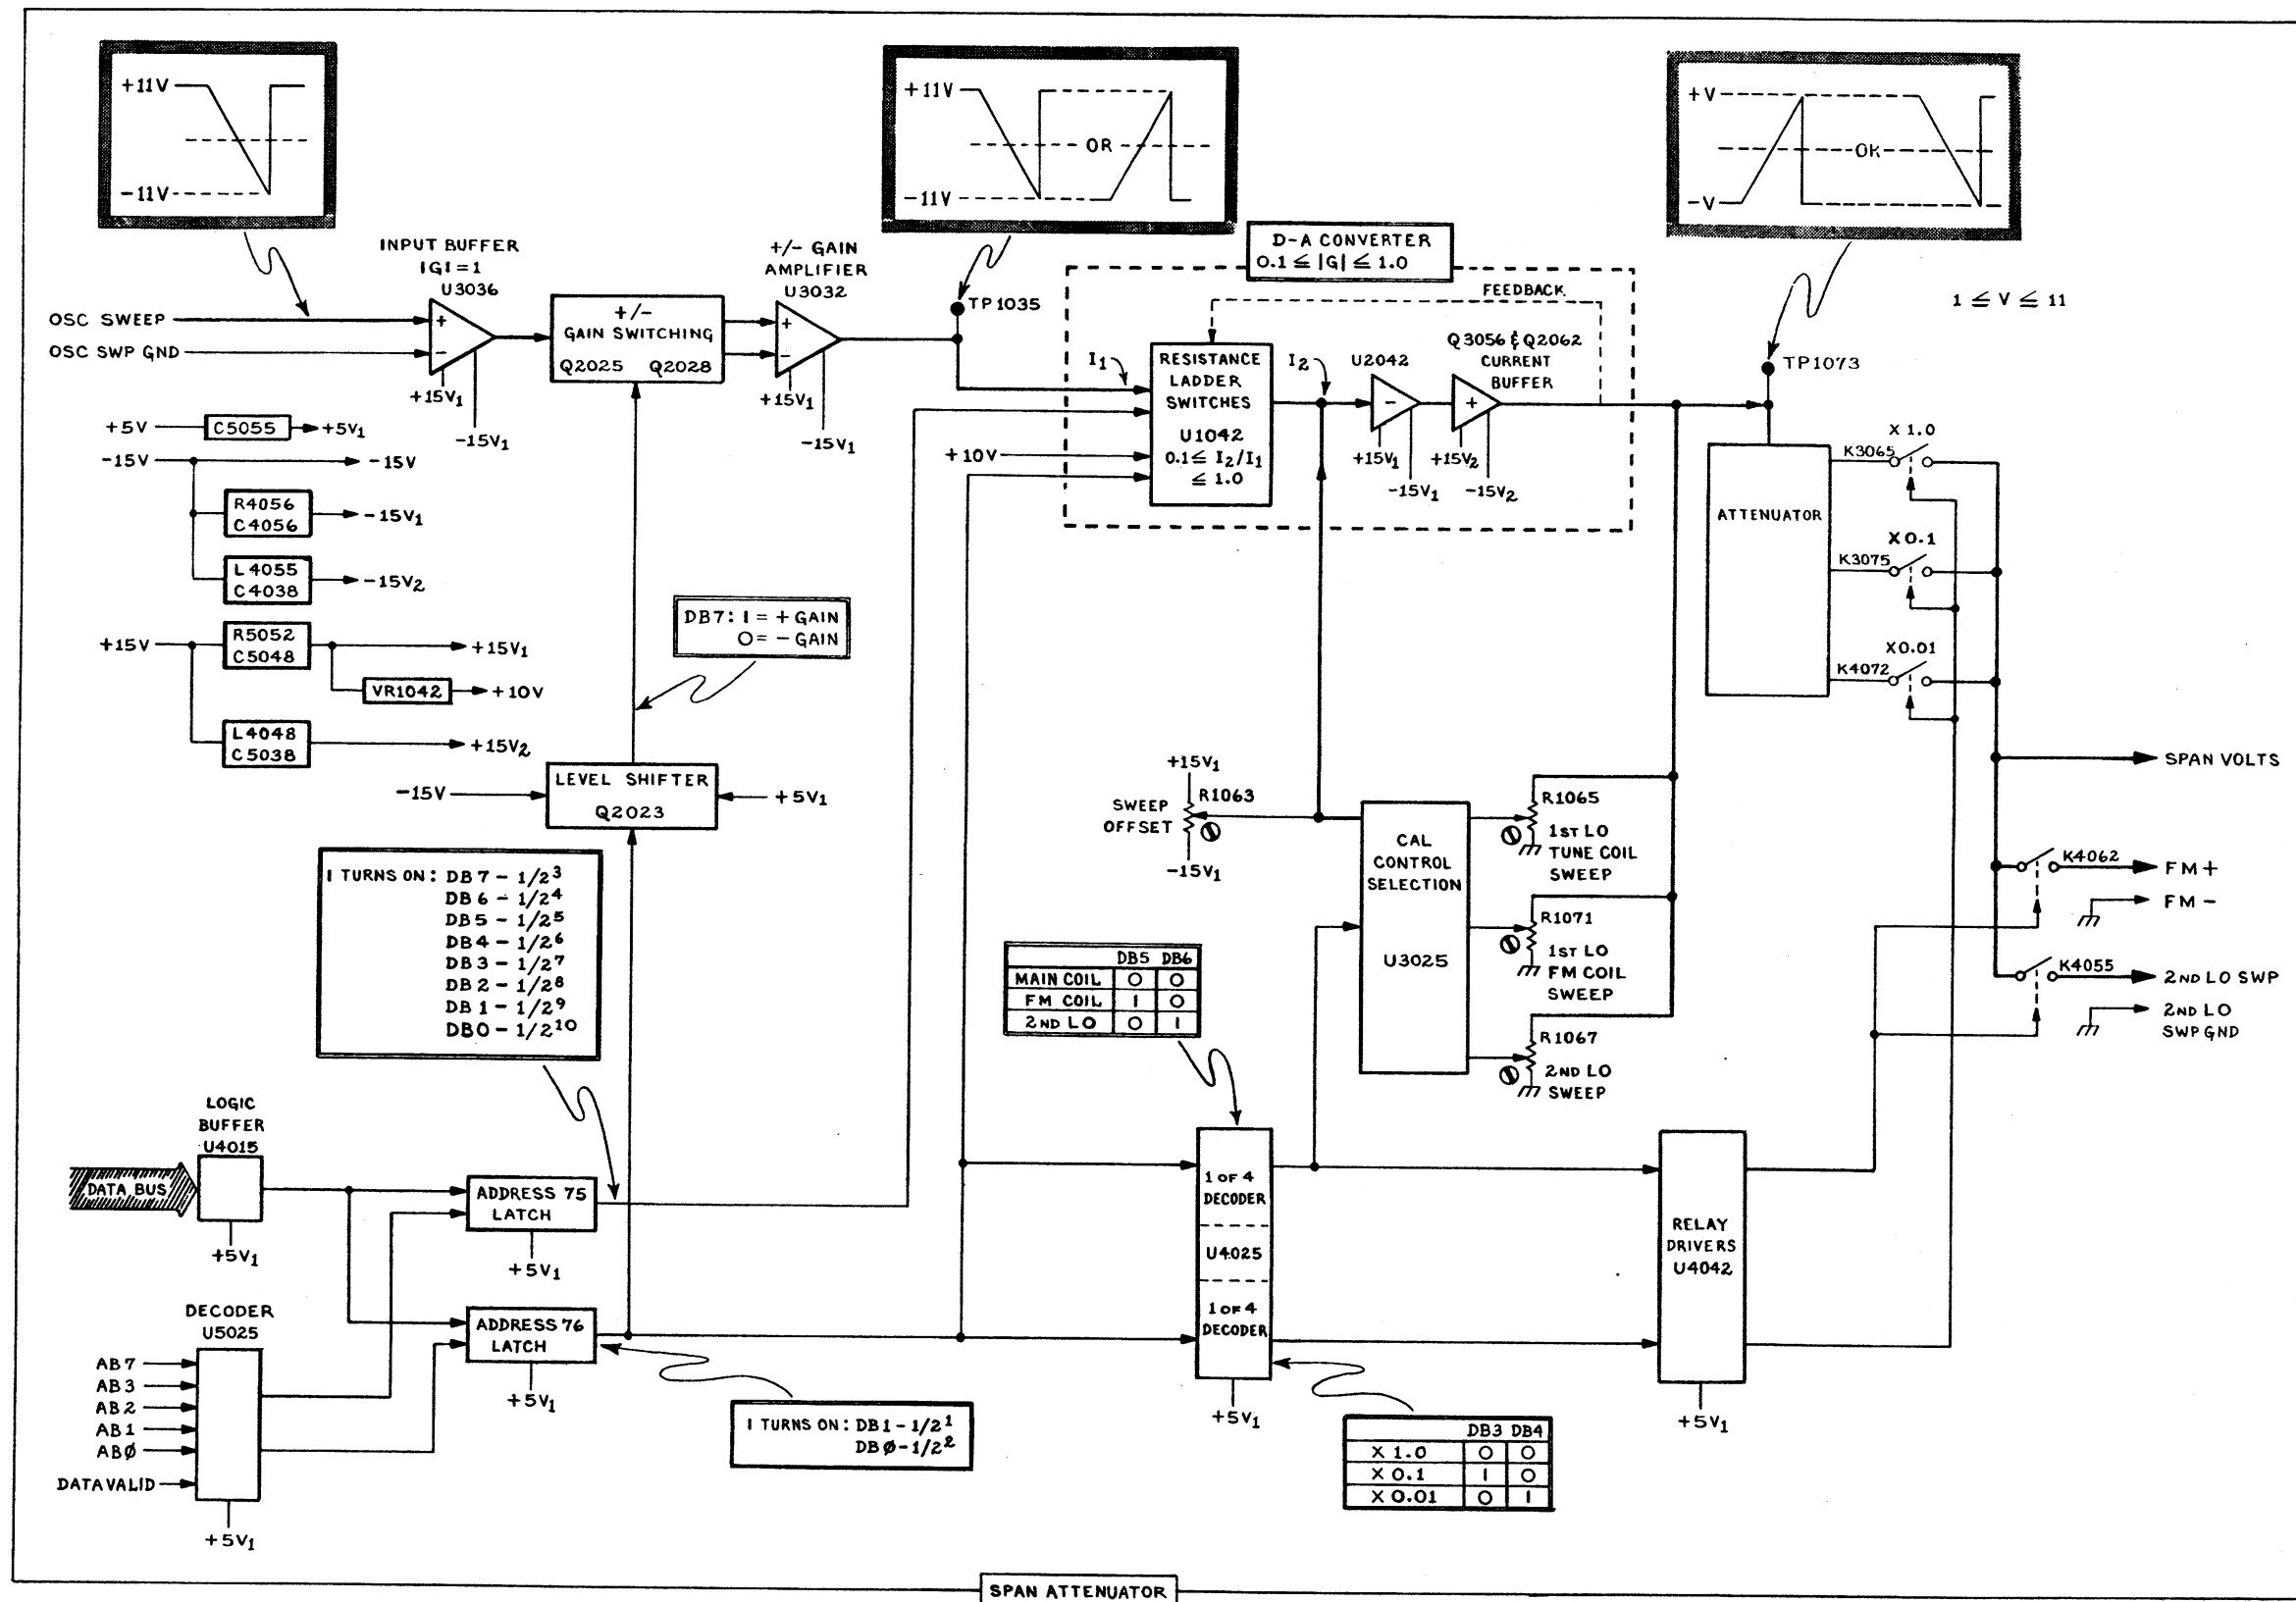 +11V
-11V
+11V
OR
-11V
+V
OR
-V
1 ≤ V ≤ 11
INPUT BUFFER
|G| = 1
U3036
OSC SWEEP
OSC SWP GND
+
-
+15V1
-15V1
+/-
GAIN SWITCHING
Q2025 Q2028
+/- GAIN
AMPLIFIER
U3032
+
-
+15V1
-15V1
TP1035
D-A CONVERTER
0.1 ≤ |G| ≤ 1.0
FEEDBACK
I1
RESISTANCE
LADDER
SWITCHES
U1042
0.1 ≤ I2/I1
≤ 1.0
+10V
I2
U2042
-
+15V1
-15V1
Q3056 & Q2062
CURRENT
BUFFER
+
+15V2
-15V2
TP1073
ATTENUATOR
X 1.0
K3065
X0.1
K3075
X0.01
K4072
+5V
C5055
+5V1
-15V
-15V
R4056
C4056
-15V1
L4055
C4038
-15V2
+15V
R5052
C5048
+15V1
VR1042
+10V
L4048
C5038
+15V2
DB7: 1 = + GAIN
0 = - GAIN
LEVEL SHIFTER
Q2023
-15V
+5V1
1 TURNS ON: DB7 - 1/2³
DB6 - 1/2⁴
DB5 - 1/2⁵
DB4 - 1/2⁶
DB3 - 1/2⁷
DB2 - 1/2⁸
DB1 - 1/2⁹
DB0 - 1/2¹⁰
+15V1
R1063
SWEEP
OFFSET
-15V1
CAL
CONTROL
SELECTION
U3025
R1065
1ST LO
TUNE COIL
SWEEP
R1071
1ST LO
FM COIL
SWEEP
R1067
2ND LO
SWEEP
SPAN VOLTS
K4062
FM +
FM -
K4055
2ND LO SWP
2ND LO
SWP GND
DB5 DB6
MAIN COIL 0 0
FM COIL 1 0
2ND LO 0 1
LOGIC
BUFFER
U4015
DATA BUS
+5V1
ADDRESS 75
LATCH
+5V1
DECODER
U5025
AB7
AB3
AB2
AB1
ABØ
DATA VALID
+5V1
ADDRESS 76
LATCH
+5V1
1 TURNS ON: DB1 - 1/2¹
DBØ - 1/2²
1 OF 4
DECODER
U4025
1 OF 4
DECODER
+5V1
RELAY
DRIVERS
U4042
+5V1
DB3 DB4
X 1.0 0 0
X 0.1 1 0
X 0.01 0 1
SPAN ATTENUATOR